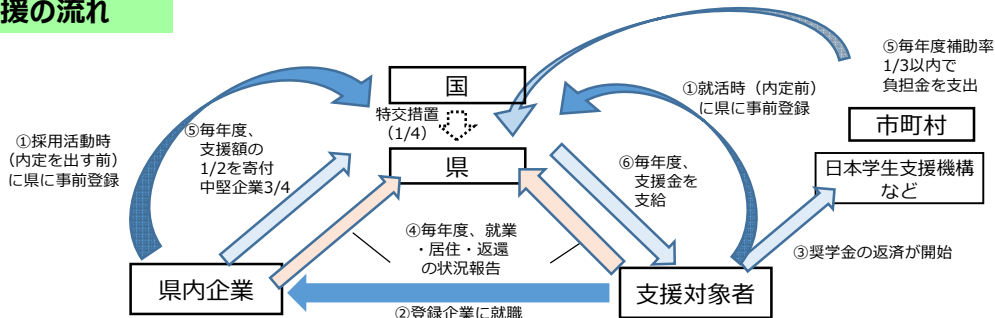 援の流れ
国
特交措置
(1/4)
県
①採用活動時
（内定を出す前）
に県に事前登録
⑤毎年度、
支援額の
1/2を寄付
中堅企業3/4
①就活時（内定前）
に県に事前登録
⑤毎年度補助率
1/3以内で
負担金を支出
市町村
日本学生支援機構
など
⑥毎年度、
支援金を
支給
④毎年度、就業
・居住・返還
の状況報告
③奨学金の返済が開始
県内企業
支援対象者
②登録企業に就職